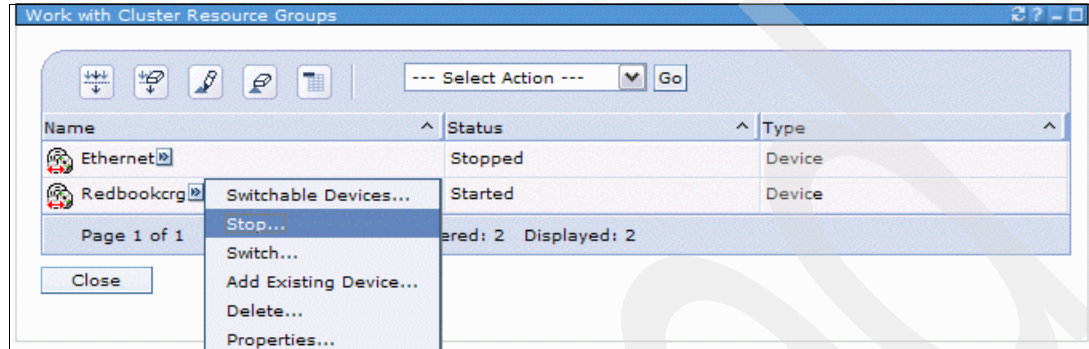 Work with Cluster Resource Groups
--- Select Action --- Go
Name Status Type
Ethernet Stopped Device
Redbookcrg Started Device
Switchable Devices...
Stop...
Page 1 of 1 ered: 2 Displayed: 2
Switch...
Close
Add Existing Device...
Delete...
Properties...